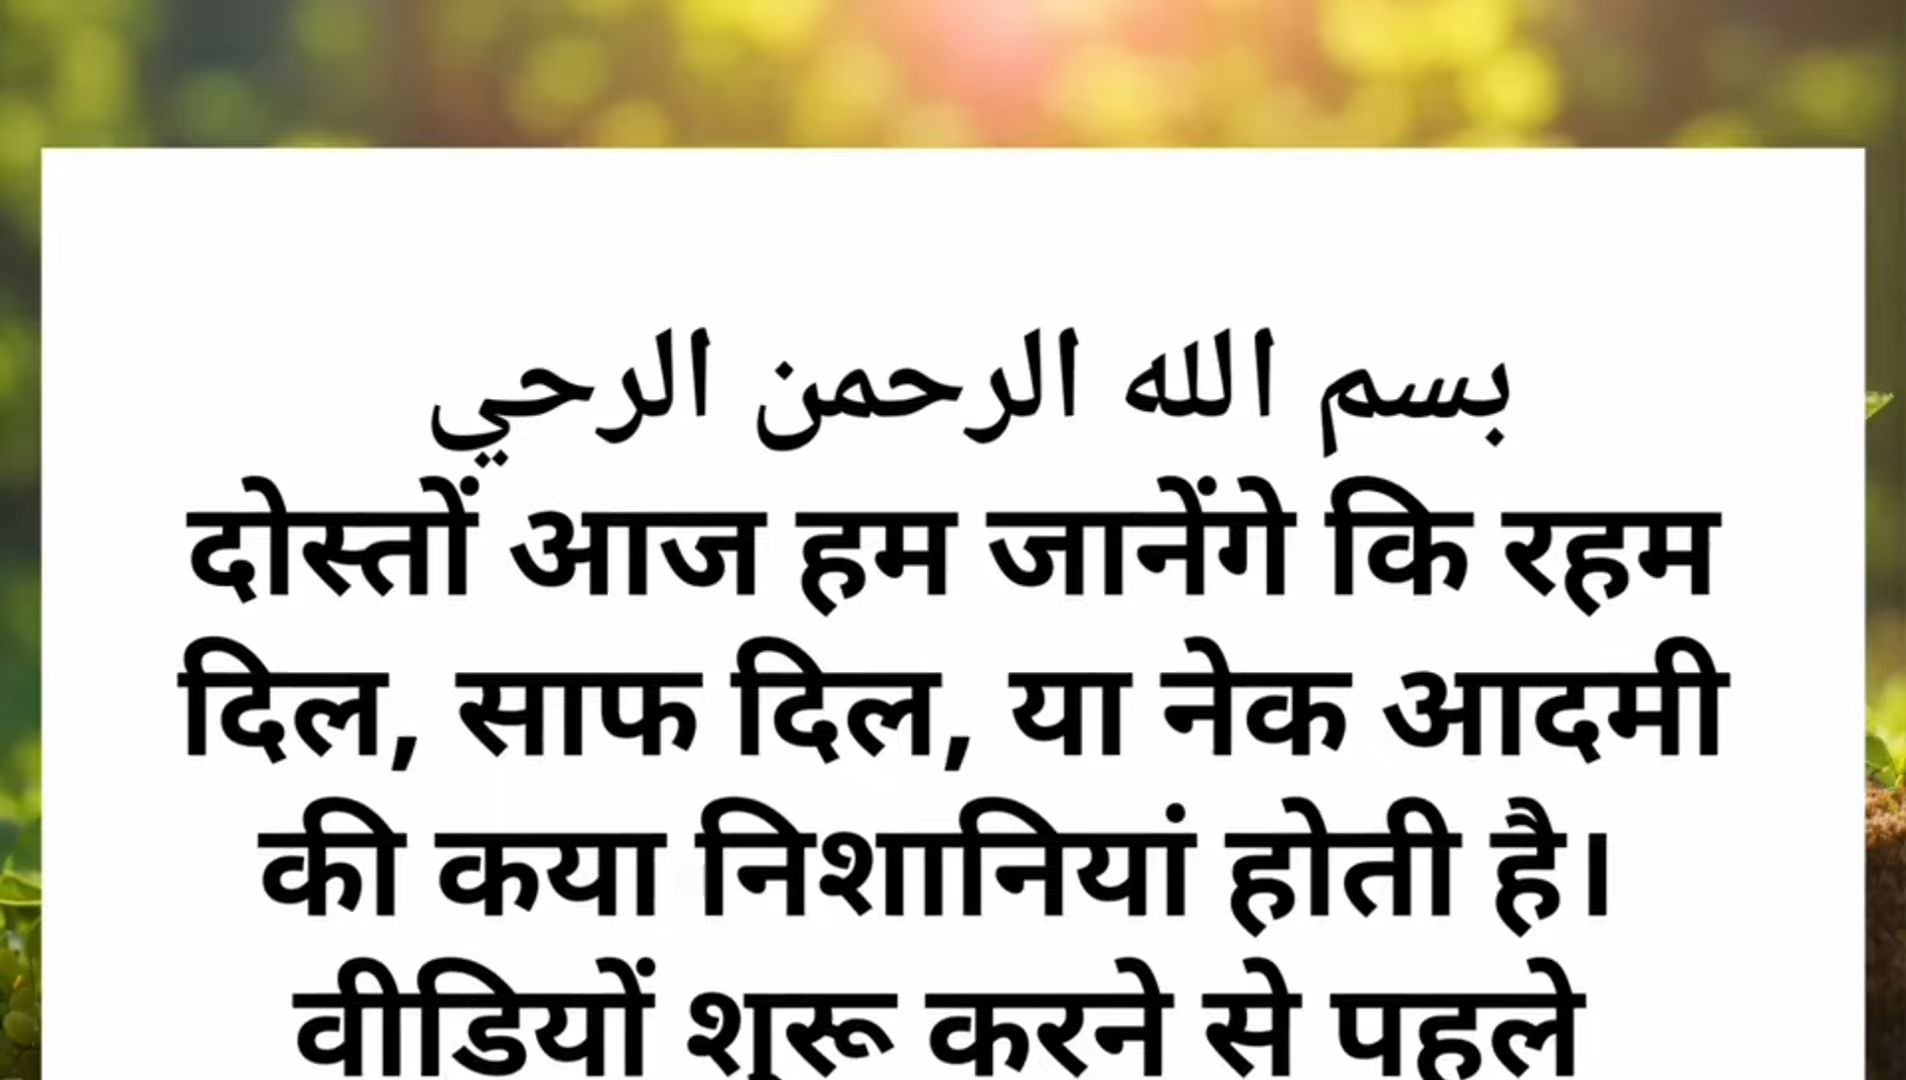 بسم الله الرحمن الرحي
दोस्तों आज हम जानेंगे कि रहम
दिल, साफ दिल, या नेक आदमी
की कया निशानियां होती है।
वीडियों शुरू करने से पहले